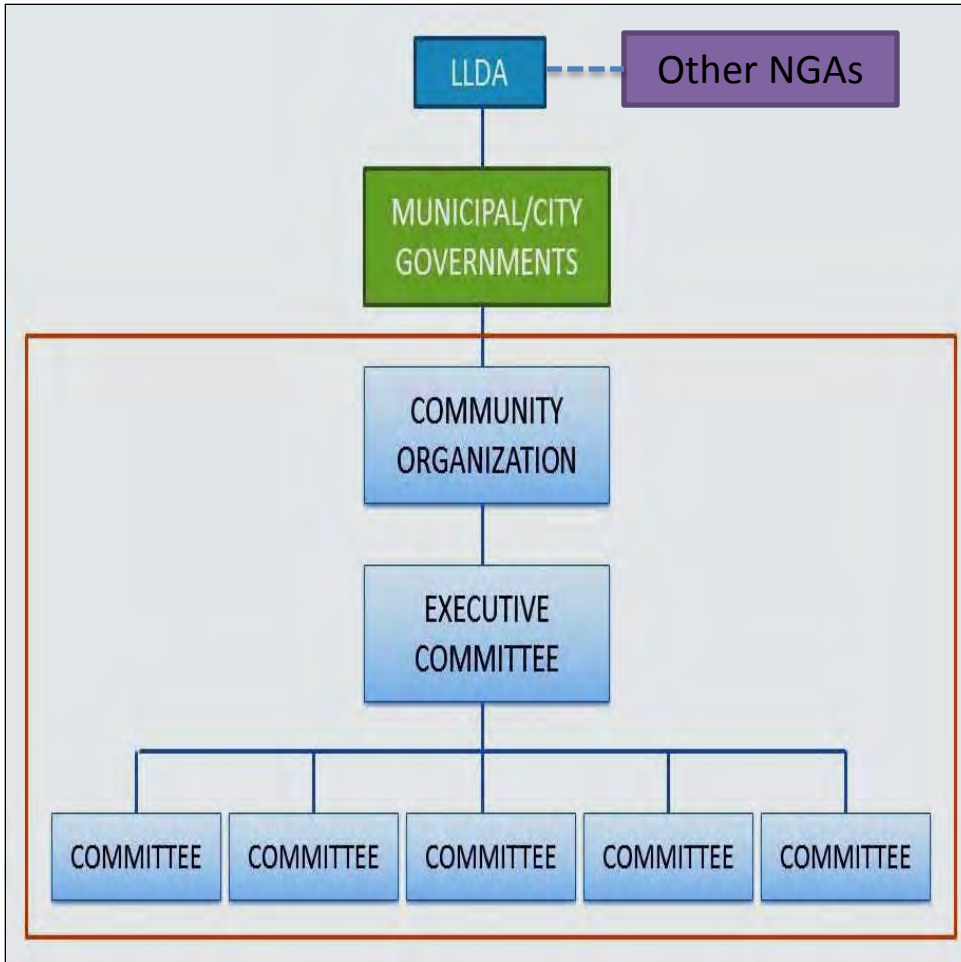 LLDA
Other NGAs
MUNICIPAL/CITY
GOVERNMENTS
COMMUNITY
ORGANIZATION
EXECUTIVE
COMMITTEE
COMMITTEE
COMMITTEE
COMMITTEE
COMMITTEE
COMMITTEE